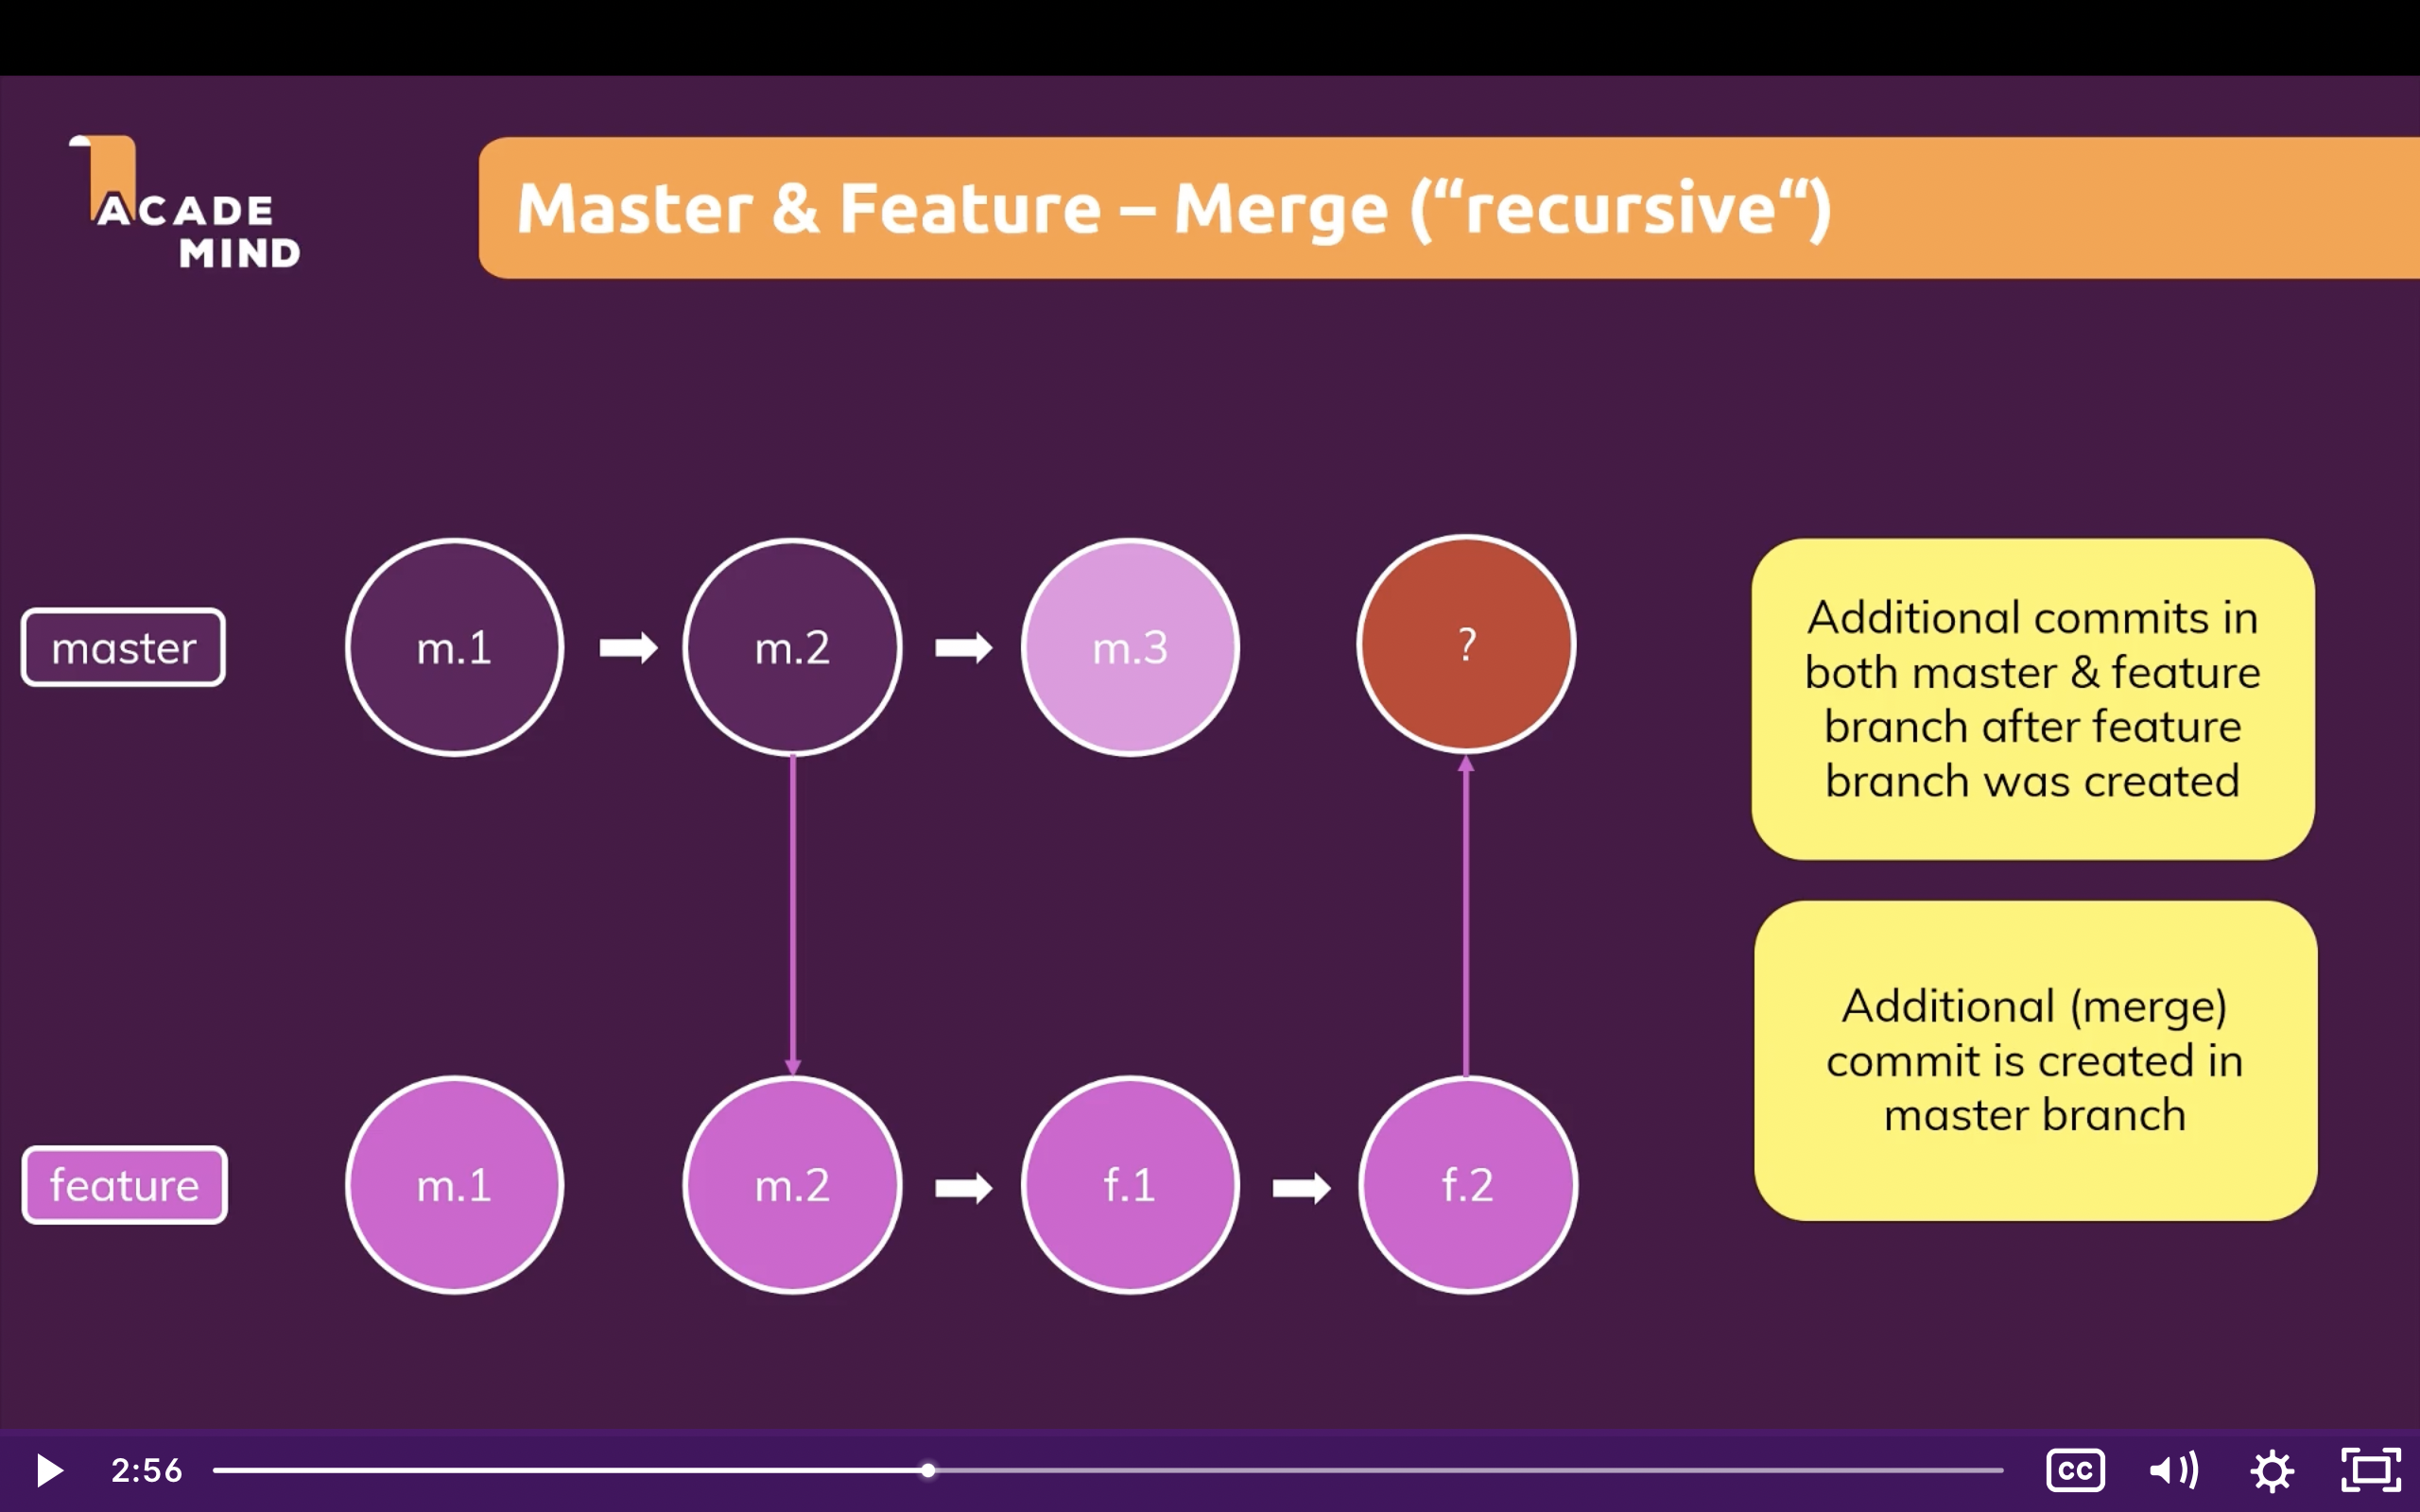 ACADE
MIND
Master & Feature – Merge (“recursive“)
master
m.1
m.2
m.3
?
Additional commits in
both master & feature
branch after feature
branch was created
Additional (merge)
commit is created in
master branch
feature
m.1
m.2
f.1
f.2
2:56
CC